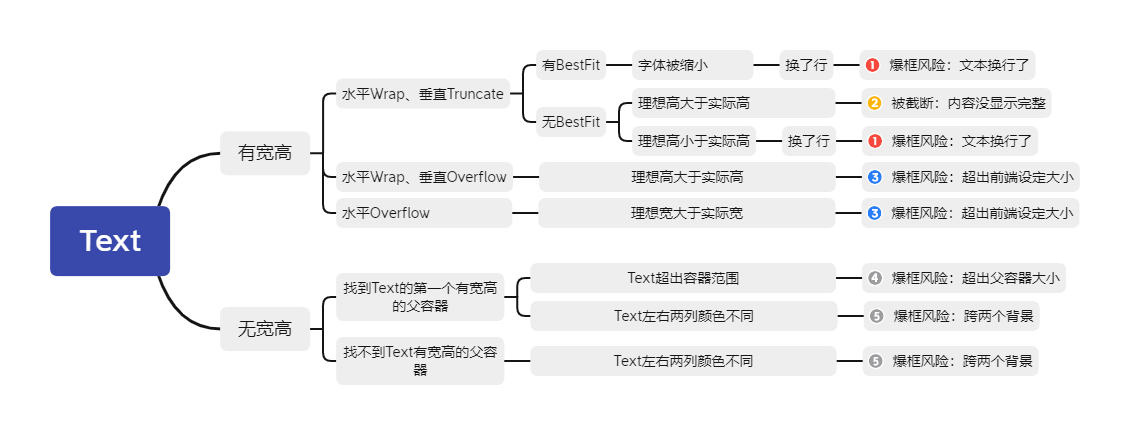 Text
有宽高
水平Wrap、垂直Truncate
有BestFit
字体被缩小
换了行
1 爆框风险：文本换行了
无BestFit
理想高大于实际高
2 被截断：内容没显示完整
理想高小于实际高
换了行
1 爆框风险：文本换行了
水平Wrap、垂直Overflow
理想高大于实际高
3 爆框风险：超出前端设定大小
水平Overflow
理想宽大于实际宽
3 爆框风险：超出前端设定大小
无宽高
找到Text的第一个有宽高
的父容器
Text超出容器范围
4 爆框风险：超出父容器大小
Text左右两列颜色不同
5 爆框风险：跨两个背景
找不到Text有宽高的父容
器
Text左右两列颜色不同
5 爆框风险：跨两个背景